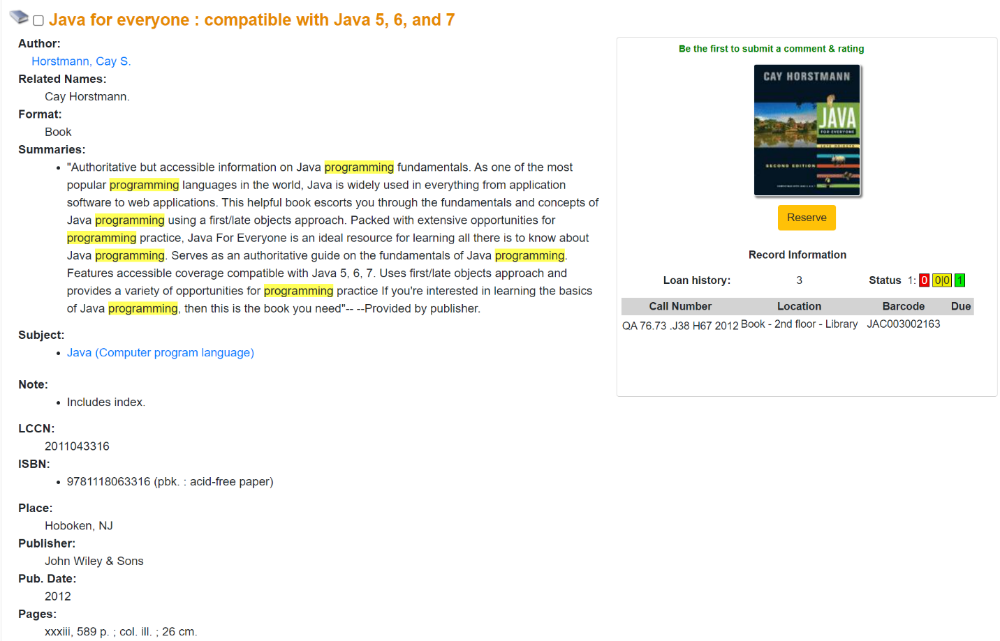 Java for everyone : compatible with Java 5, 6, and 7
Author:
Horstmann, Cay S.
Related Names:
Cay Horstmann.
Format:
Book
Summaries:
"Authoritative but accessible information on Java programming fundamentals. As one of the most
popular programming languages in the world, Java is widely used in everything from application
software to web applications. This helpful book escorts you through the fundamentals and concepts of
Java programming using a first/late objects approach. Packed with extensive opportunities for
programming practice, Java For Everyone is an ideal resource for learning all there is to know about
Java programming. Serves as an authoritative guide on the fundamentals of Java programming.
Features accessible coverage compatible with Java 5, 6, 7. Uses first/late objects approach and
provides a variety of opportunities for programming practice If you're interested in learning the basics
of Java programming, then this is the book you need"-- --Provided by publisher.
Subject:
Java (Computer program language)
Note:
Includes index.
LCCN:
2011043316
ISBN:
9781118063316 (pbk. : acid-free paper)
Place:
Hoboken, NJ
Publisher:
John Wiley & Sons
Pub. Date:
2012
Pages:
xxxiii, 589 p. ; col. ill. ; 26 cm.
Be the first to submit a comment & rating
CAY HORSTMANN
JAVA
FOR EVERYONE
SECOND EDITION
Reserve
Record Information
Loan history: 3 Status 1: 0 0|0 1
Call Number Location Barcode Due
QA 76.73 .J38 H67 2012 Book - 2nd floor - Library JAC003002163